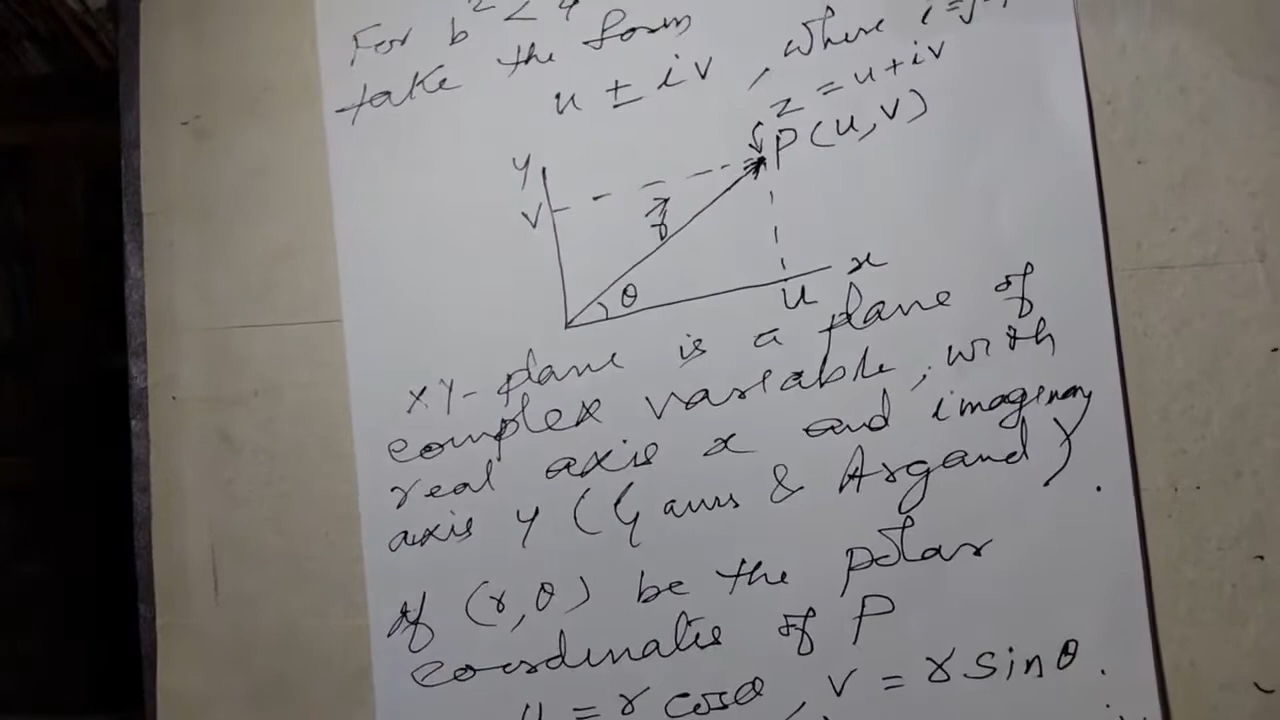 For b² < 4
take the form
u ± iv , where i = √-1
z = u + iv
P(u,v)
y
v
r
θ
u
x
XY-plane is a plane of
complex variable, with
real axis x and imaginary
axis y (Gauss & Argand).
If (r,θ) be the polar
coordinates of P
u = r cosθ, v = r sinθ.